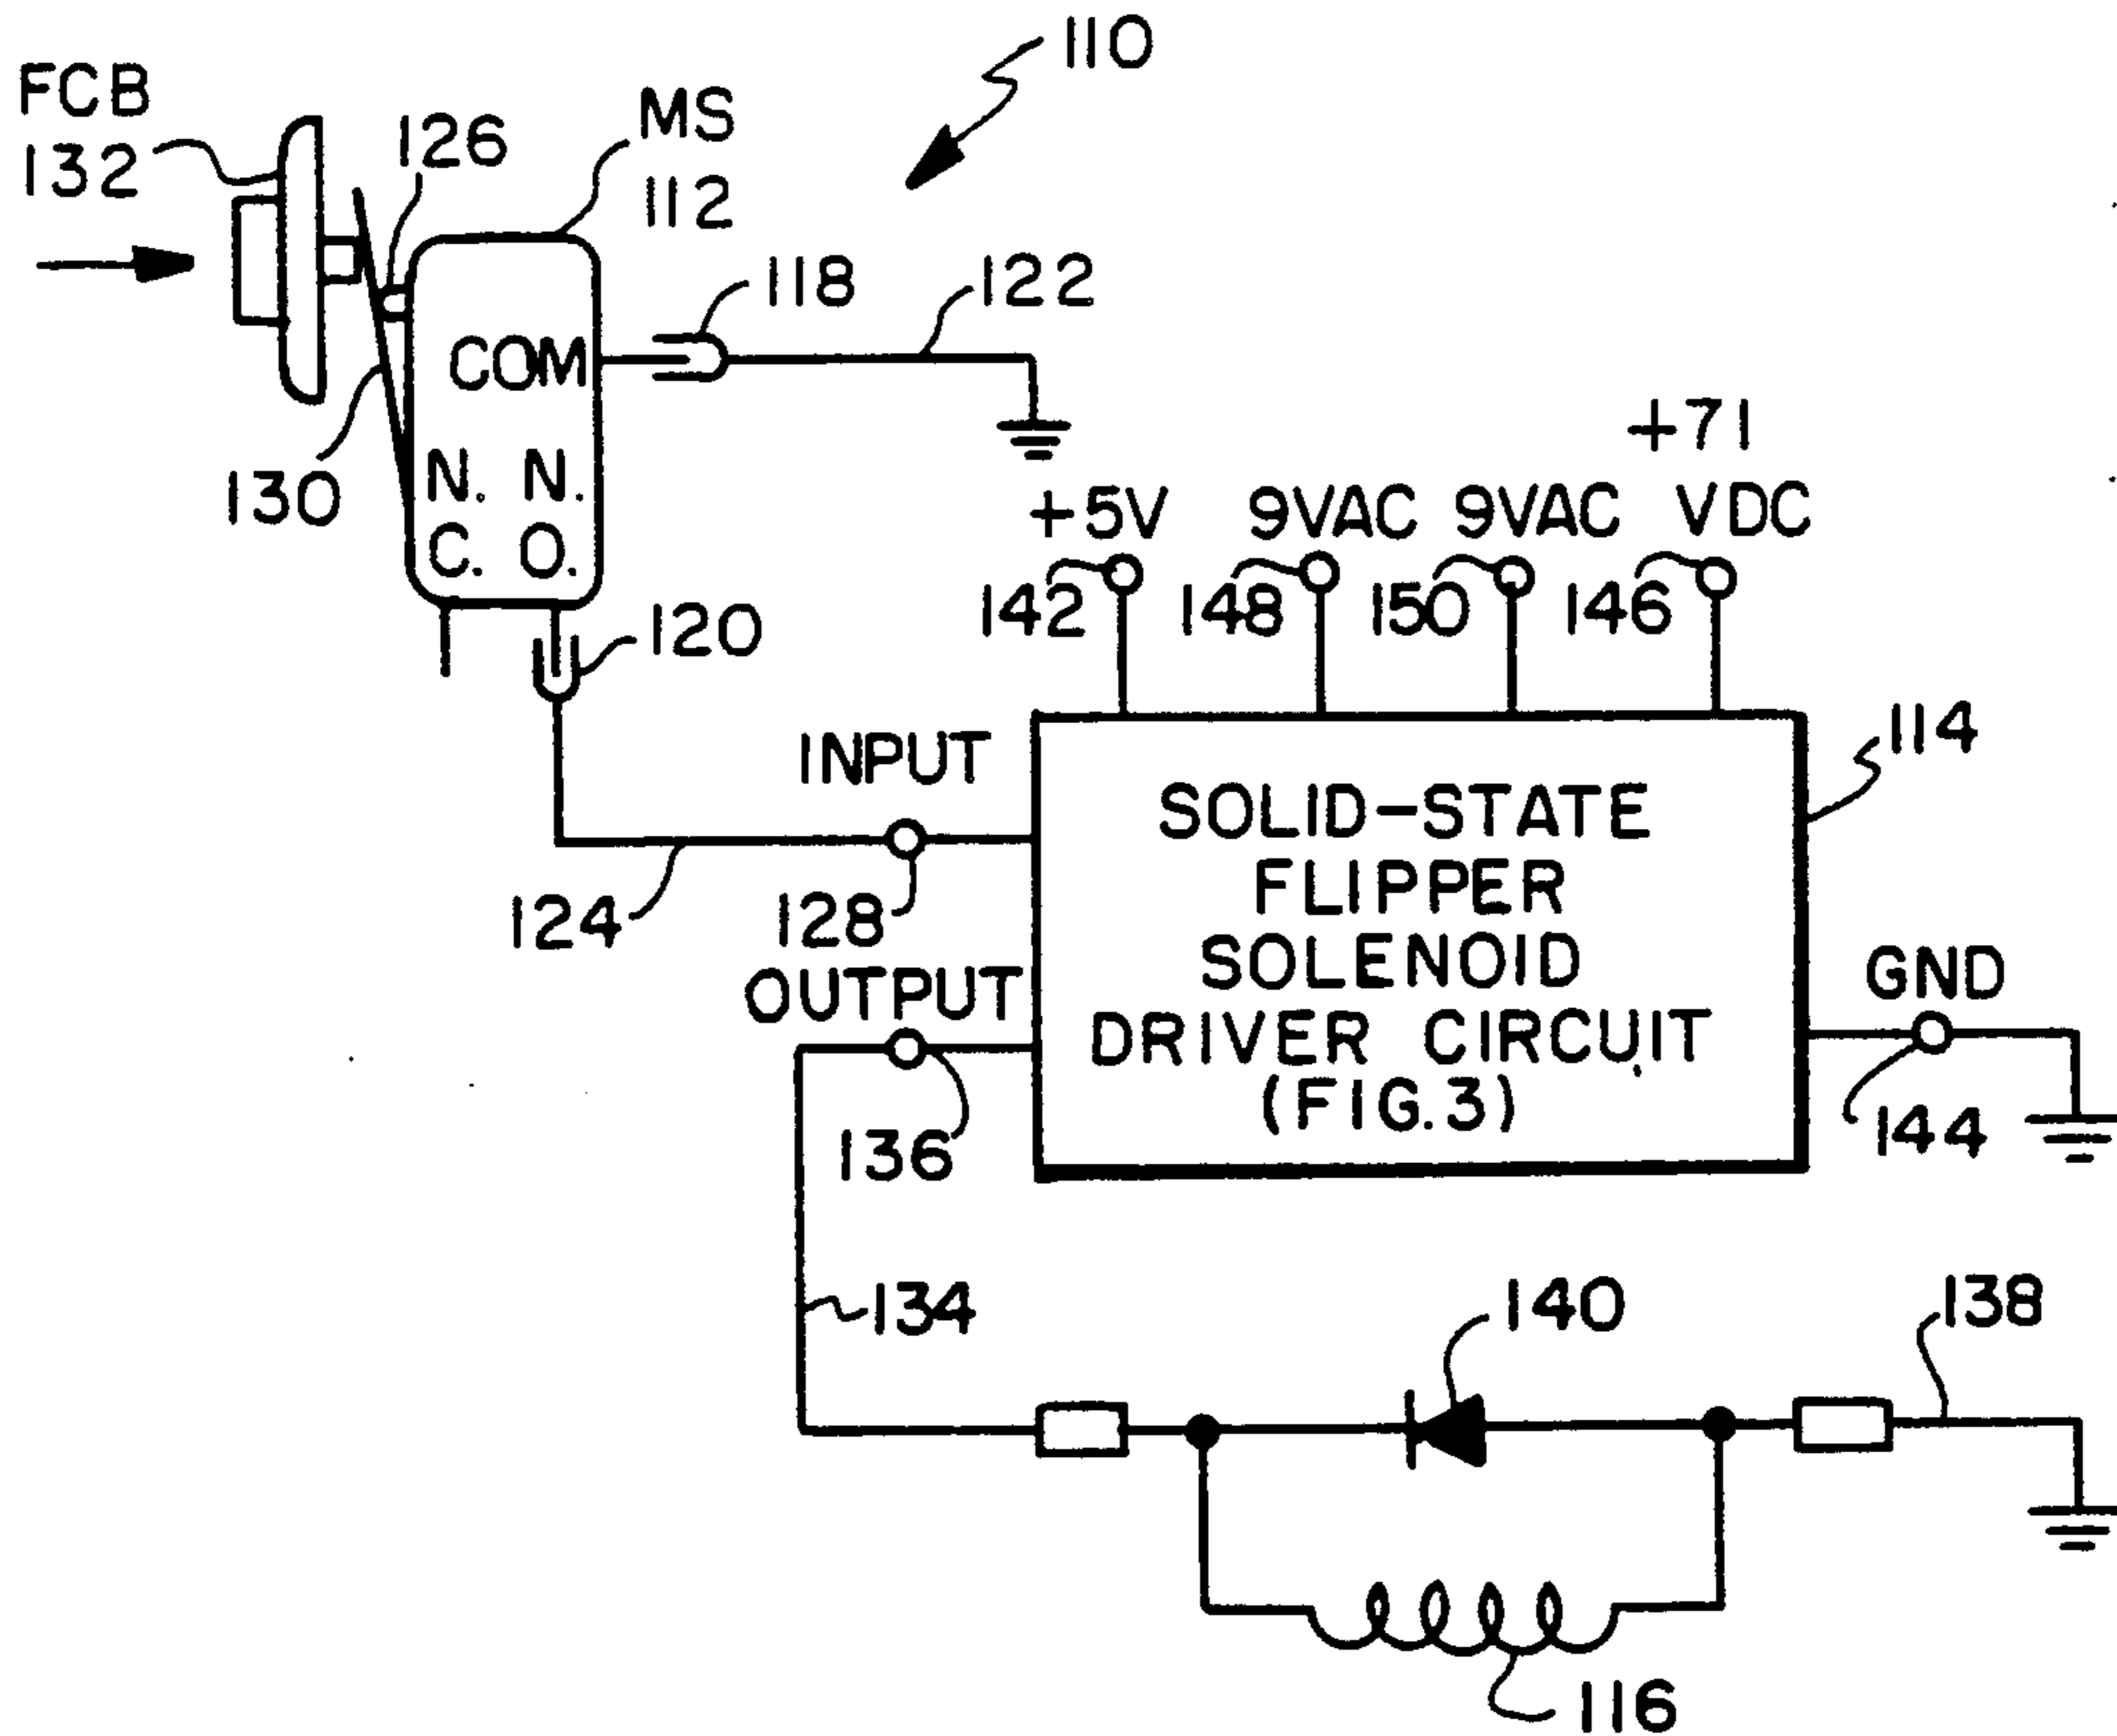 110
FCB
132
126
MS
112
118
122
COM
130
N. N.
C. O.
120
+5V
9VAC
9VAC
+71
VDC
142
148
150
146
114
INPUT
128
124
OUTPUT
136
SOLID-STATE
FLIPPER
SOLENOID
DRIVER CIRCUIT
(FIG.3)
GND
144
134
140
138
116